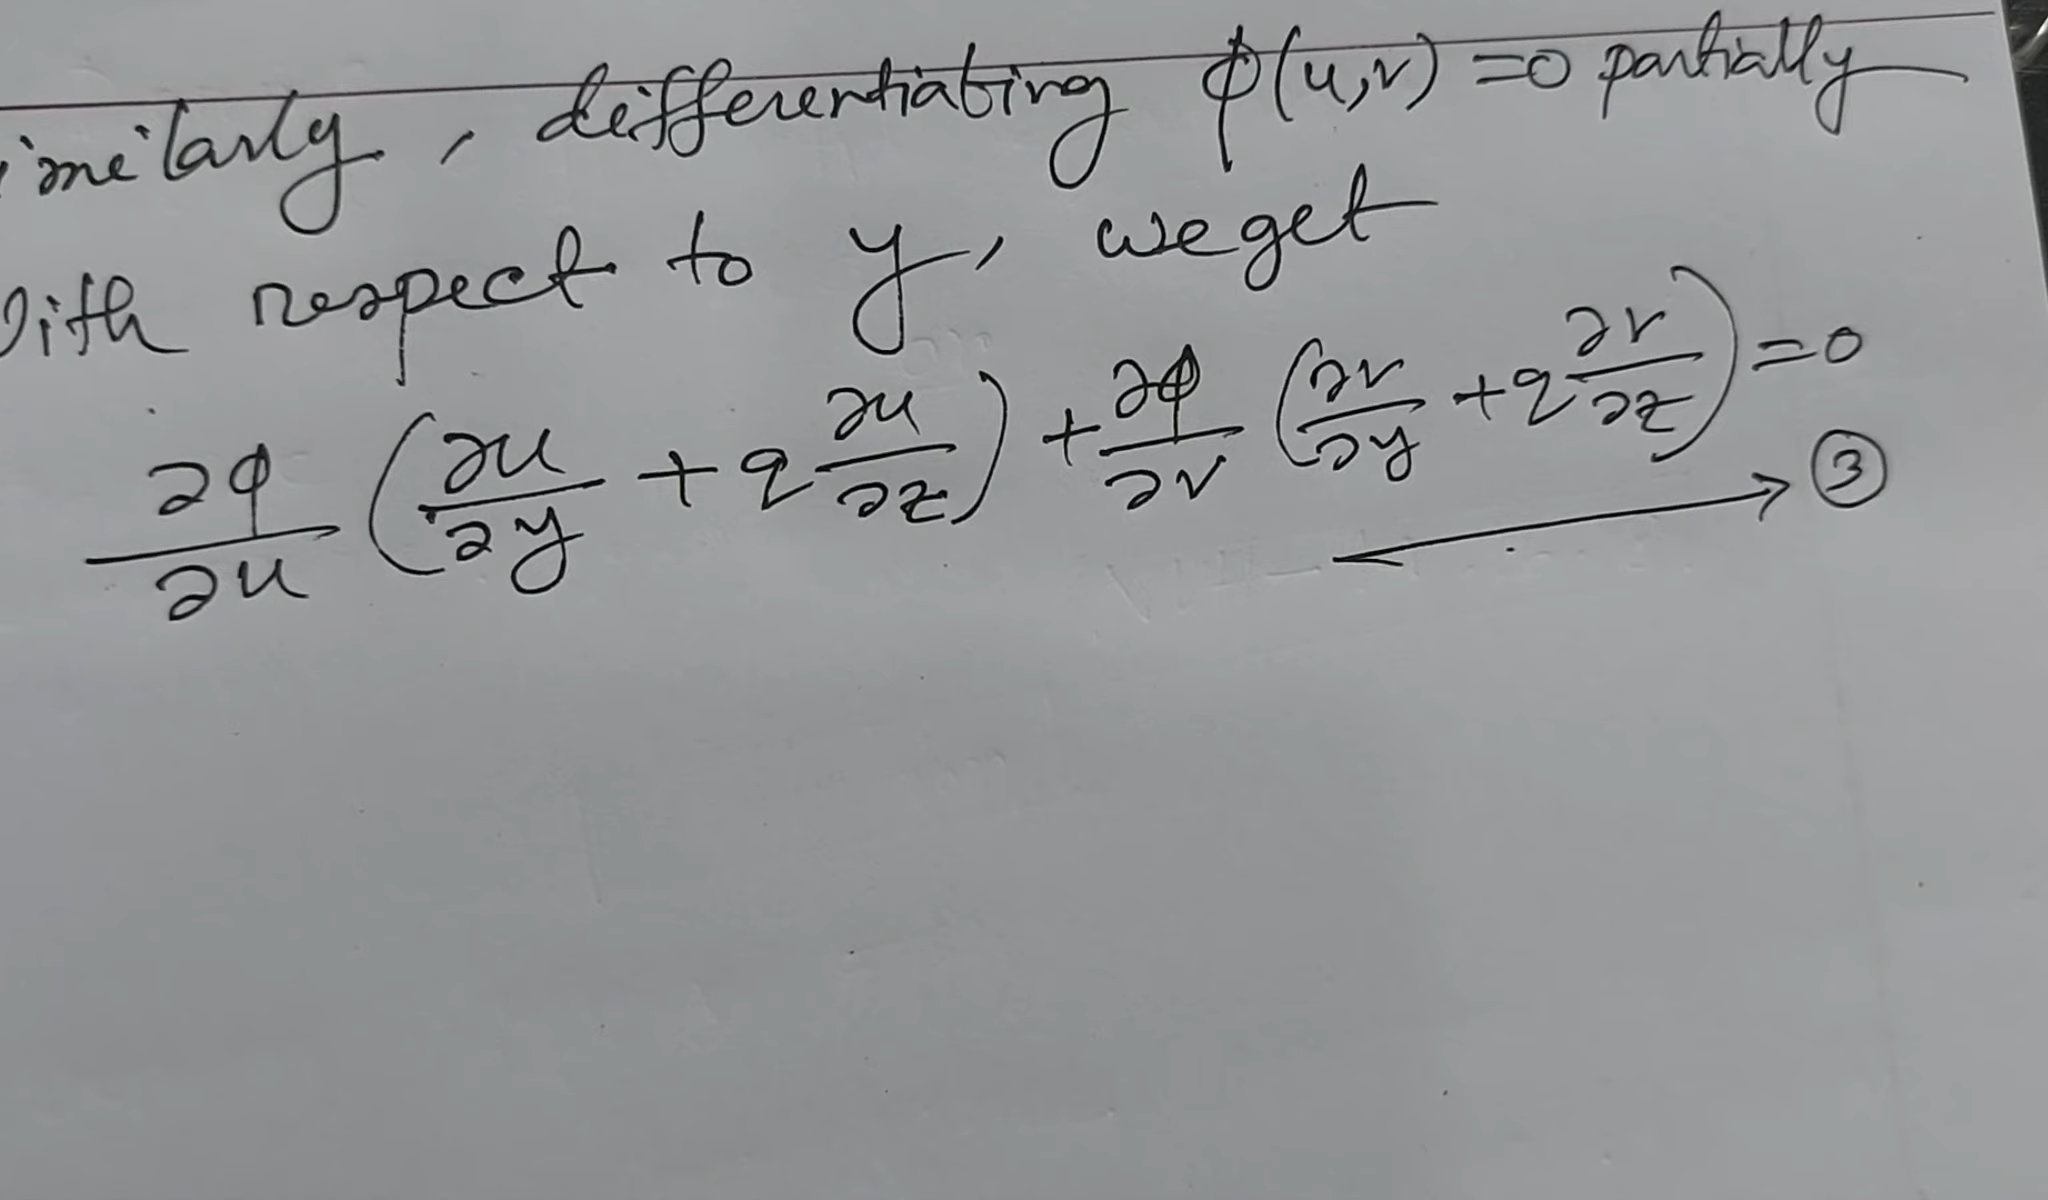 imilarly, differentiating ϕ(u,v) =0 partially
with respect to y, we get
∂ϕ/∂u (∂u/∂y + q ∂u/∂z) + ∂ϕ/∂v (∂v/∂y + q ∂v/∂z) = 0
→ ③